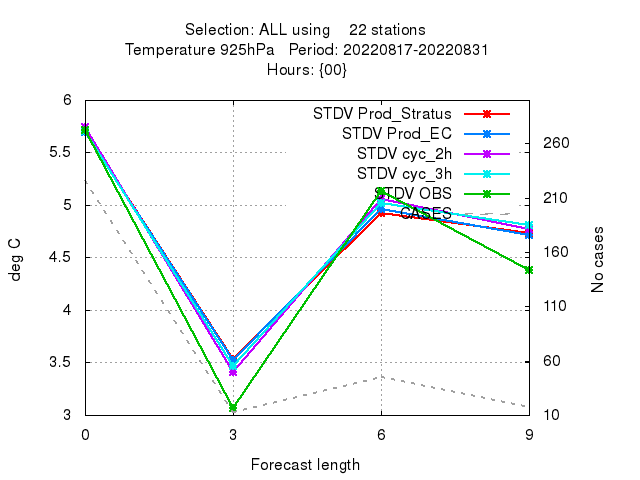 Selection: ALL using 22 stations
Temperature 925hPa Period: 20220817-20220831
Hours: {00}
6
5.5
5
4.5
4
3.5
3
deg C
0
3
6
9
Forecast length
260
210
160
110
60
10
No cases
STDV Prod_Stratus
STDV Prod_EC
STDV cyc_2h
STDV cyc_3h
STDV OBS
CASES